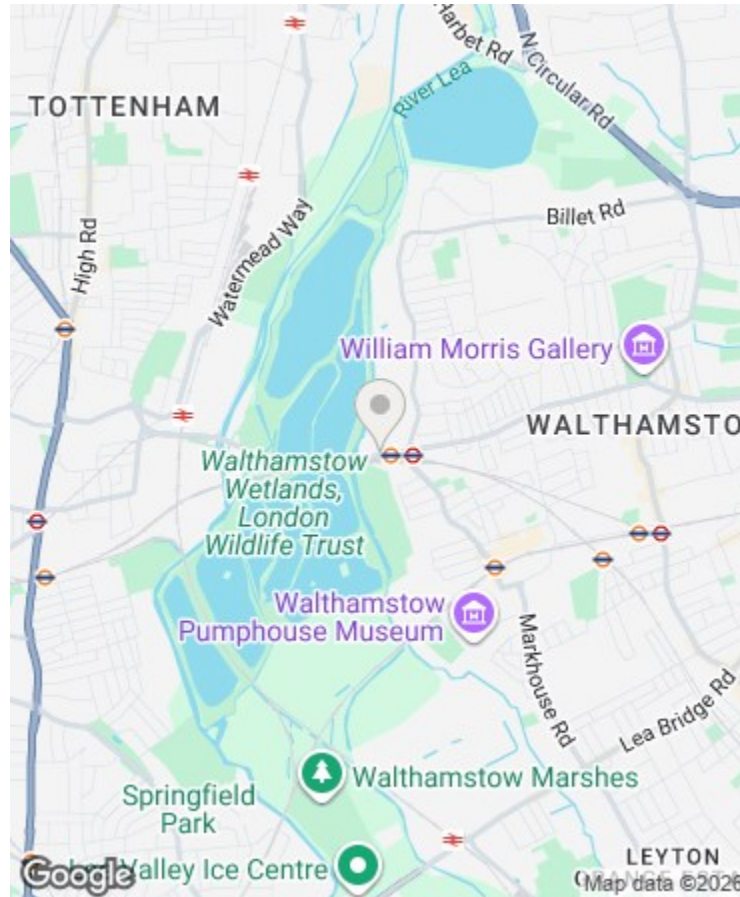 Harbet Rd
N Circular Rd
River Lea
TOTTENHAM
Billet Rd
High Rd
Watermead Way
William Morris Gallery
WALTHAMSTO
Walthamstow
Wetlands,
London
Wildlife Trust
Walthamstow
Pumphouse Museum
Markhouse Rd
Lea Bridge Rd
Walthamstow Marshes
Springfield
Park
LEYTON
Valley Ice Centre
Google
Map data ©2026